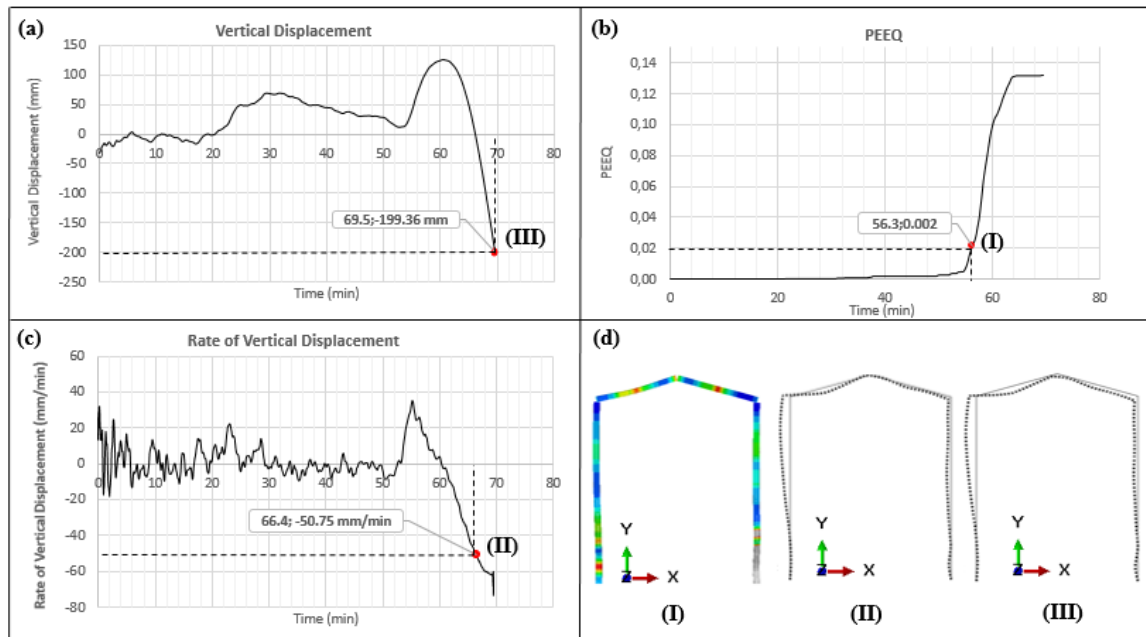 (a)
Vertical Displacement
Vertical Displacement (mm)
150
100
50
0
-50
-100
-150
-200
-250
0 10 20 30 40 50 60 70 80
69.5;-199.36 mm
(III)
Time (min)
(b)
PEEQ
PEEQ
0,14
0,12
0,10
0,08
0,06
0,04
0,02
0,00
56.3;0.002
(I)
0 20 40 60 80
Time (min)
(c)
Rate of Vertical Displacement
Rate of Vertical Displacement (mm/min)
60
40
20
0
-20
-40
-60
-80
0 10 20 30 40 50 60 70 80
66.4; -50.75 mm/min
(II)
Time (min)
(d)
Y
Z
X
(I)
Y
Z
X
(II)
Y
Z
X
(III)